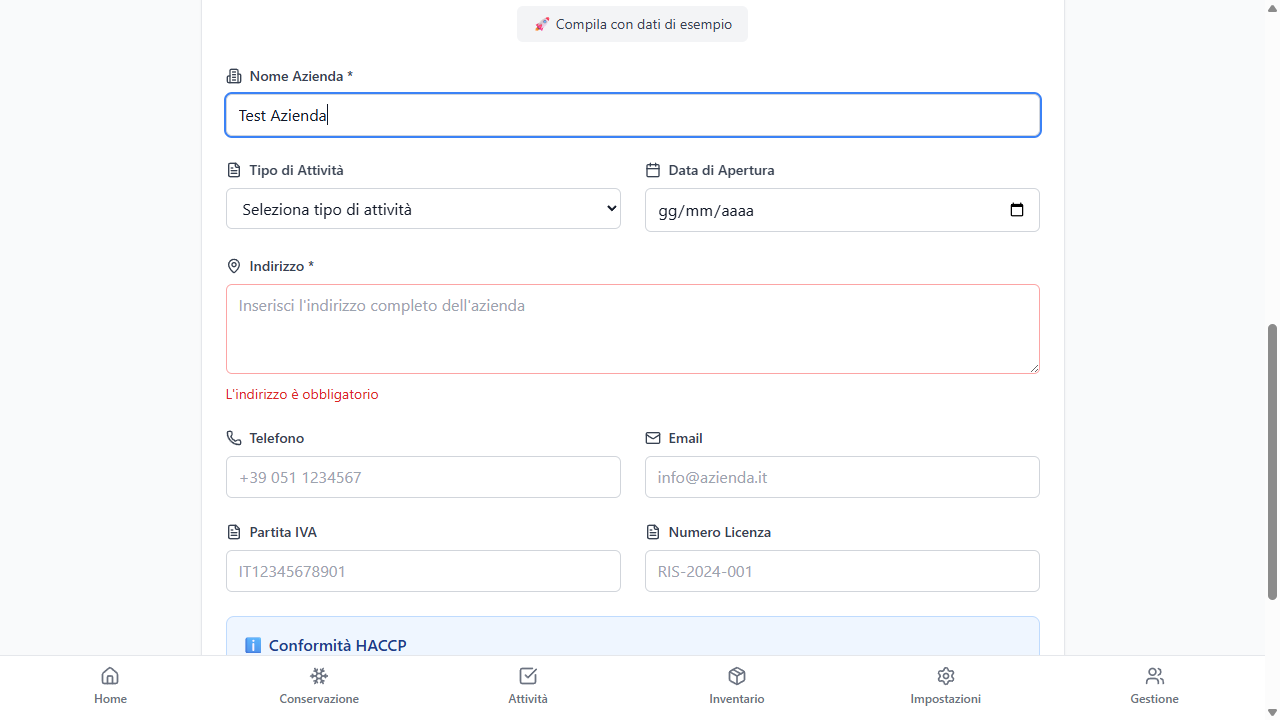 🚀 Compila con dati di esempio
Nome Azienda *
Test Azienda
Tipo di Attività
Data di Apertura
Seleziona tipo di attività
gg/mm/aaaa
Indirizzo *
Inserisci l'indirizzo completo dell'azienda
L'indirizzo è obbligatorio
Telefono
Email
+39 051 1234567
info@azienda.it
Partita IVA
Numero Licenza
IT12345678901
RIS-2024-001
ℹ️ Conformità HACCP
Home
Conservazione
Attività
Inventario
Impostazioni
Gestione